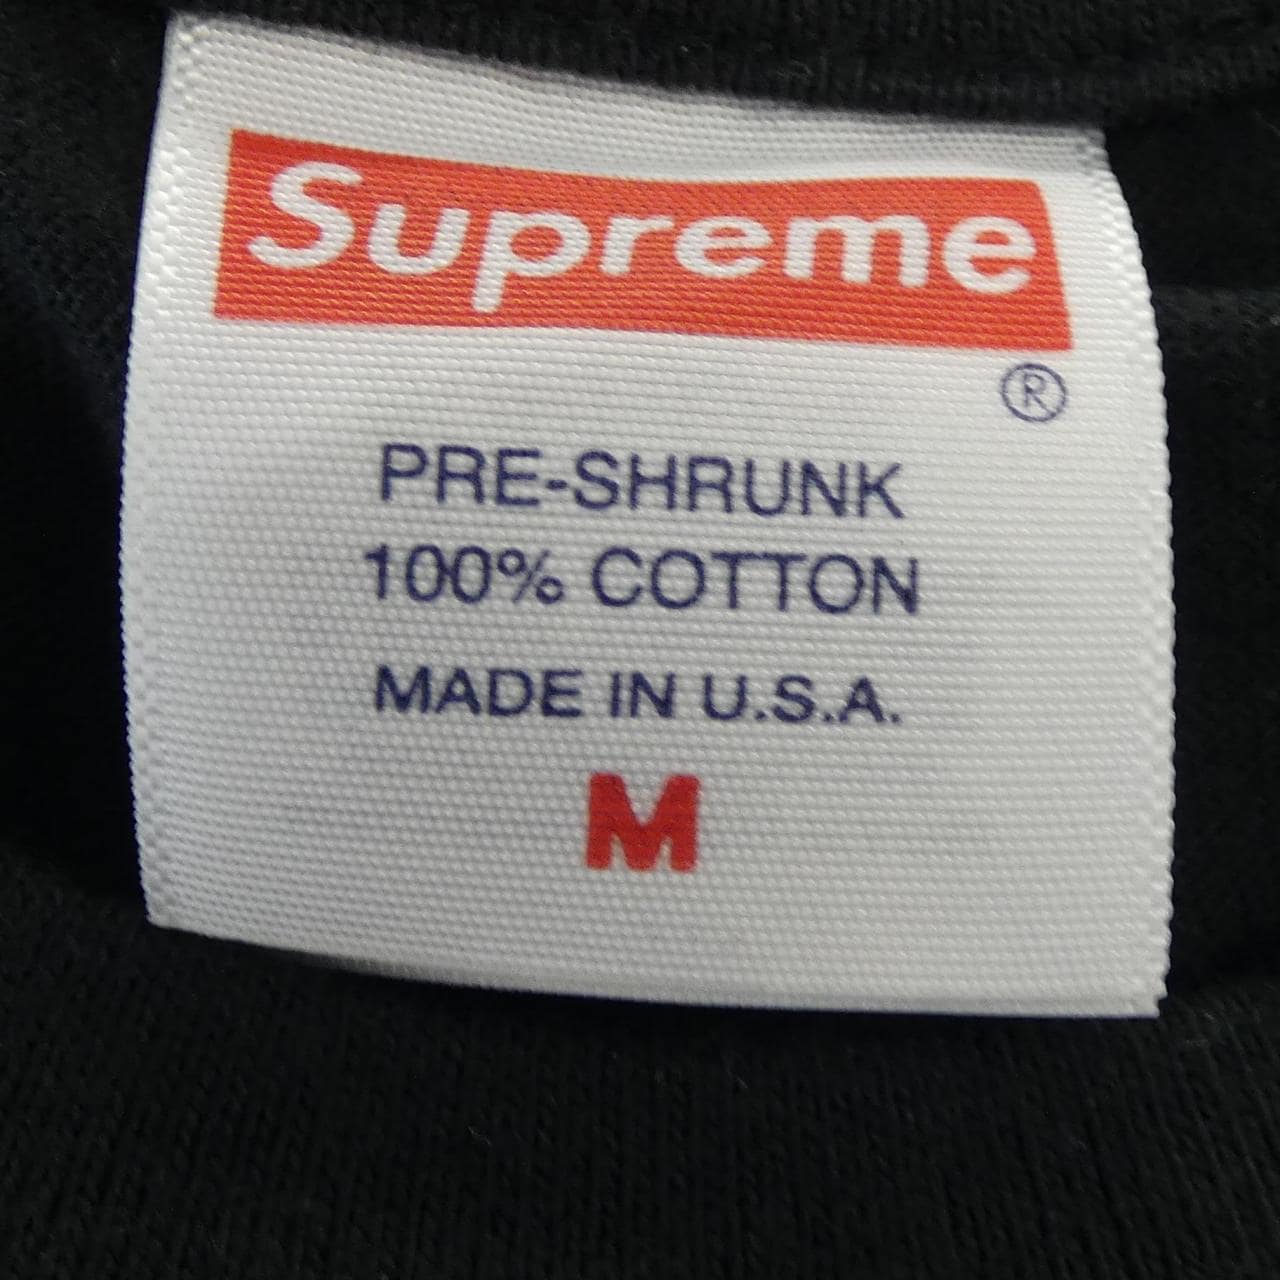 Supreme
®
PRE-SHRUNK
100% COTTON
MADE IN U.S.A.
M